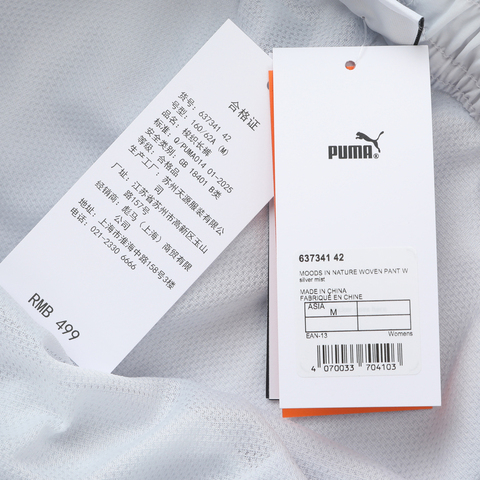 合格证
货号: 637341 42
号型: 160/62A (M)
品名: 梭织长裤
标准: Q/PUMA014 01-2025
安全类别: GB 18401 B类
等级: 合格品
生产工厂: 苏州天源服装有限公
司
厂址: 江苏省苏州市高新区玉山
路157号
经销商: 彪马(上海)商贸有限
公司
地址: 上海市淮海中路158号3楼
电话: 021-2330 6666
RMB 499
PUMA®
637341 42
MOODS IN NATURE WOVEN PANT W
silver mist
MADE IN CHINA
FABRIQUÉ EN CHINE
ASIA
M
EAN-13 Womens
4 070033 704103